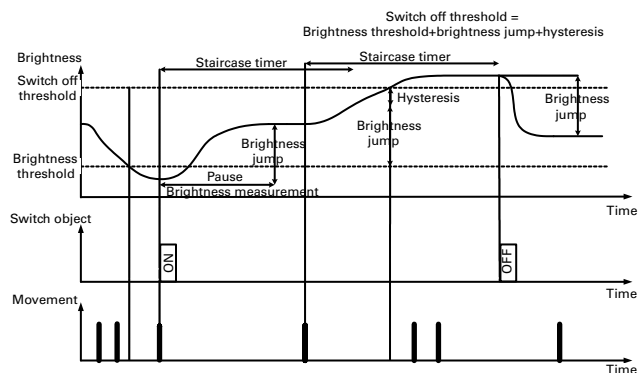 Switch off threshold =
Brightness threshold+brightness jump+hysteresis
Brightness
Staircase timer
Staircase timer
Switch off
threshold
Hysteresis
Brightness
jump
Brightness
jump
Brightness
jump
Brightness
threshold
Pause
Brightness measurement
Time
Switch object
ON
OFF
Time
Movement
Time